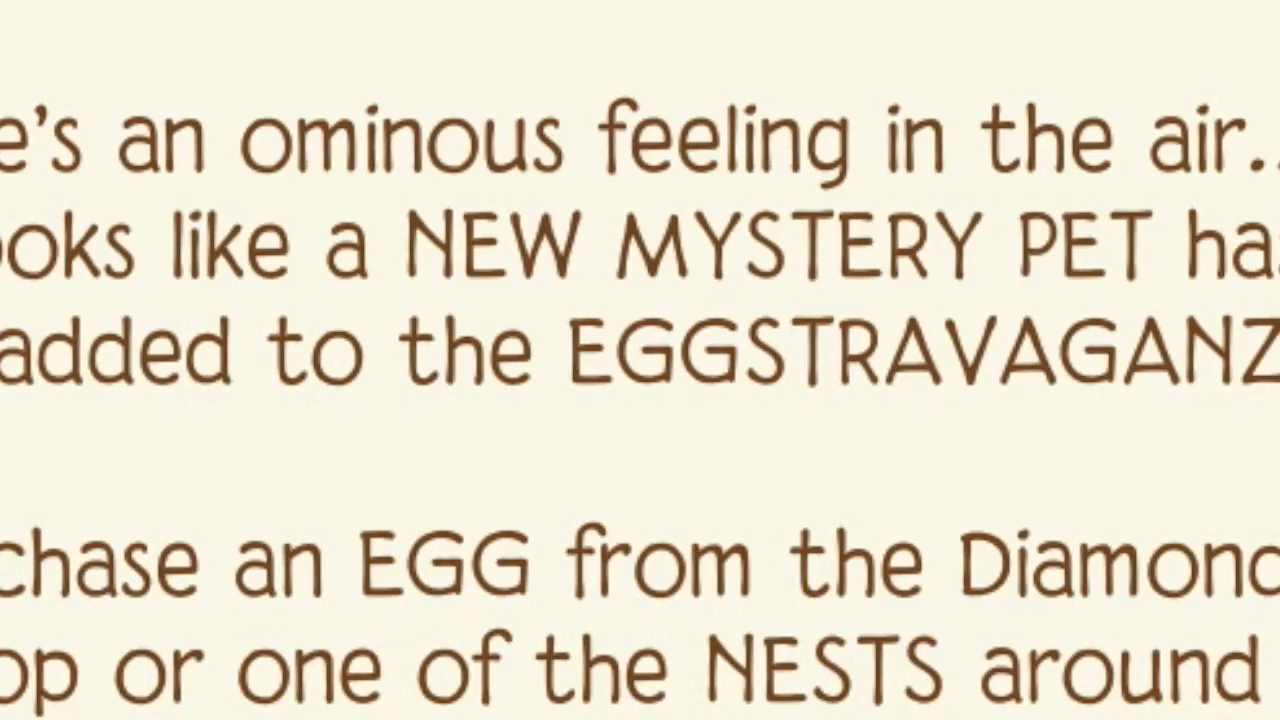 e's an ominous feeling in the air..
ooks like a NEW MYSTERY PET has
added to the EGGSTRAVAGANZ
chase an EGG from the Diamond
op or one of the NESTS around